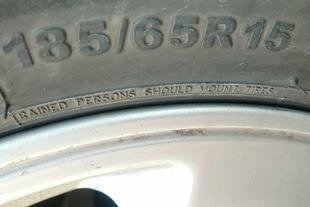 185/65R15
TRAINED PERSONS SHOULD MOUNT TIRES